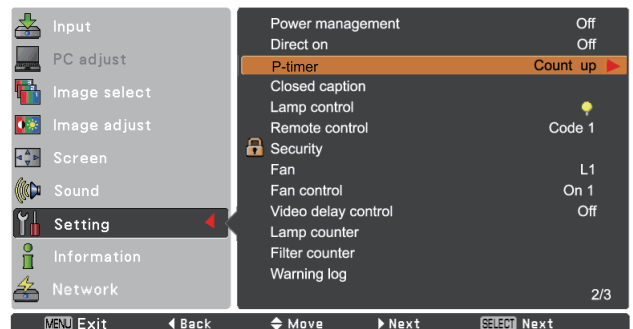 Input
PC adjust
Image select
Image adjust
Screen
Sound
Setting
Information
Network
Power management Off
Direct on Off
P-timer Count up
Closed caption
Lamp control
Remote control Code 1
Security
Fan L1
Fan control On 1
Video delay control Off
Lamp counter
Filter counter
Warning log
2/3
MENU Exit Back Move Next SELECT Next